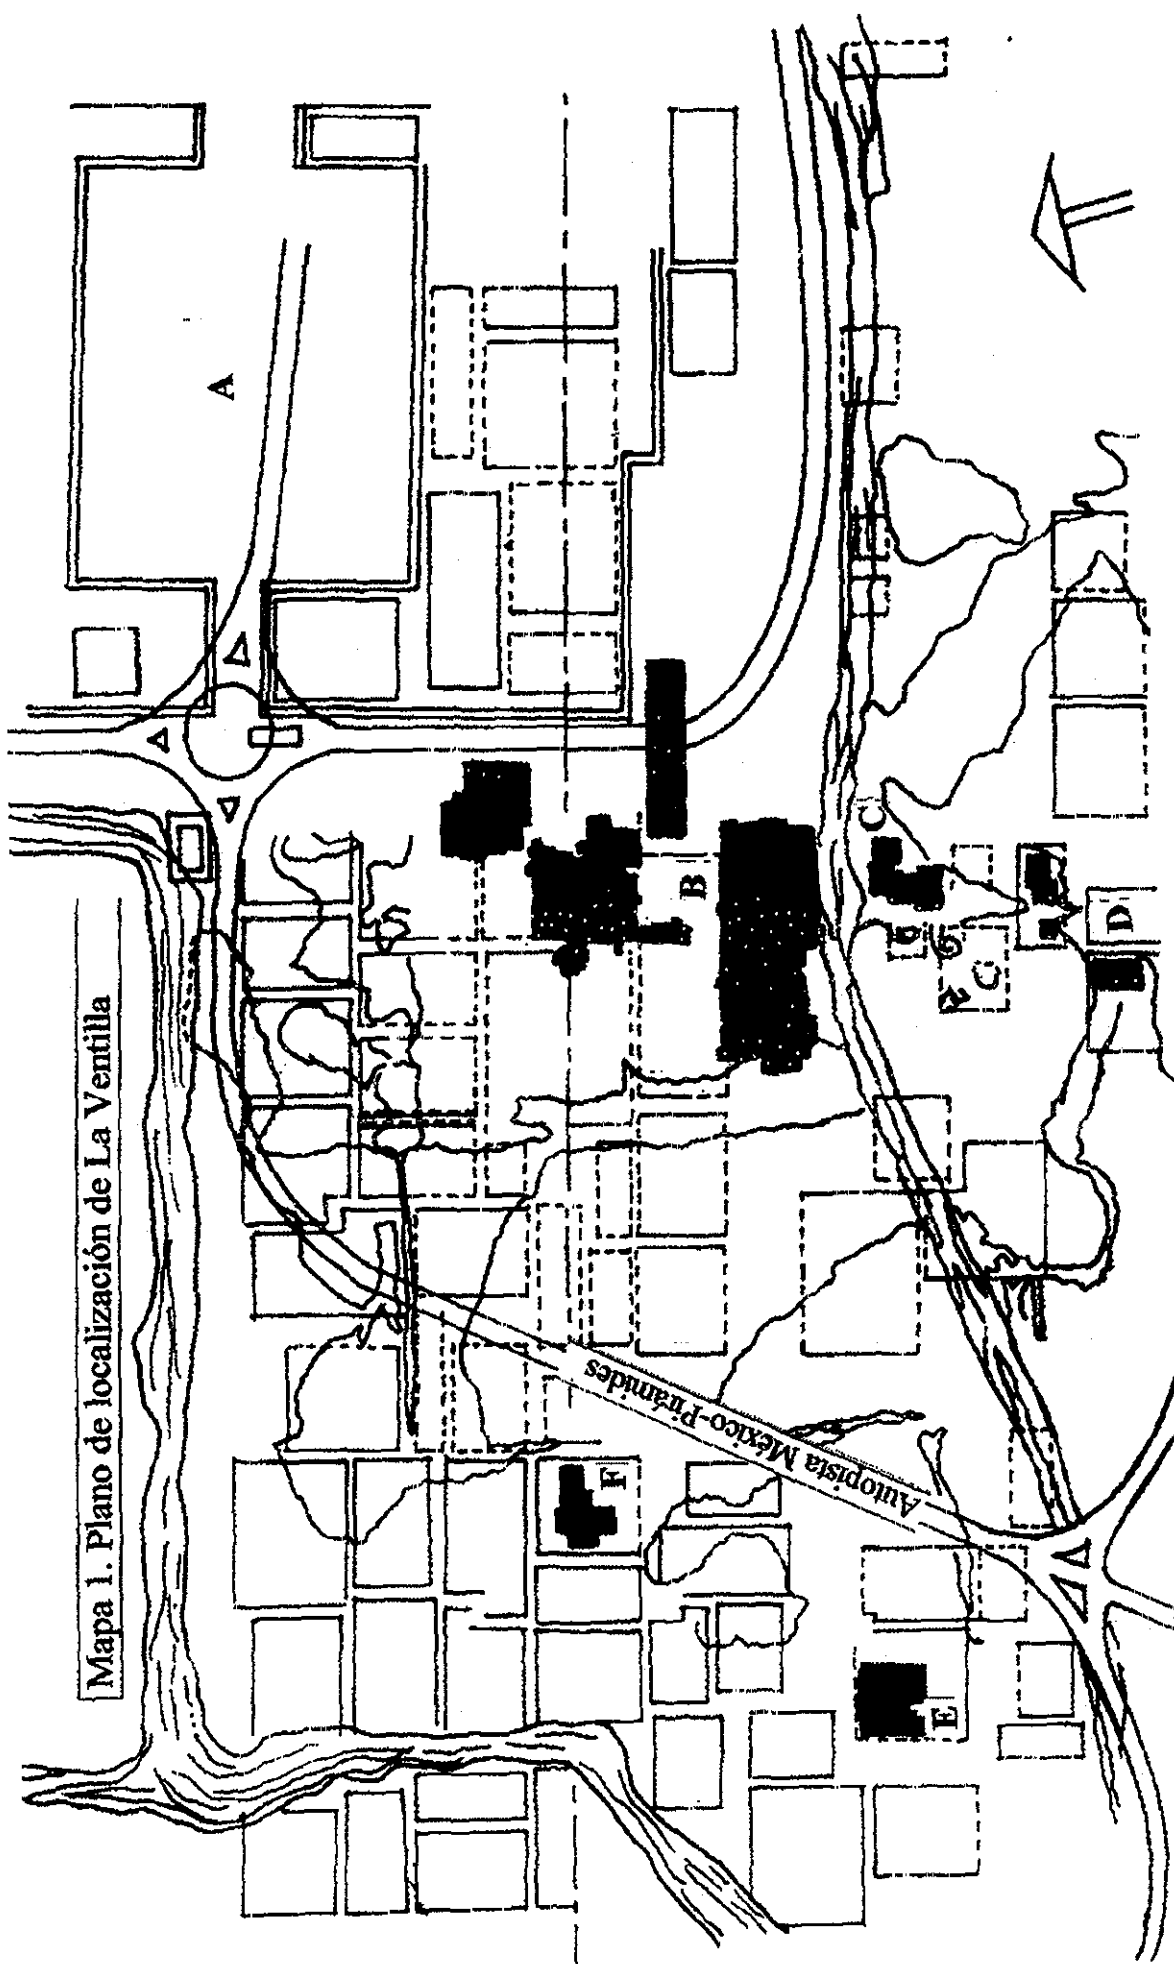 Mapa 1. Plano de localización de La Ventilla
A
B
C
C
D
E
F
Autopista México-Pirámides